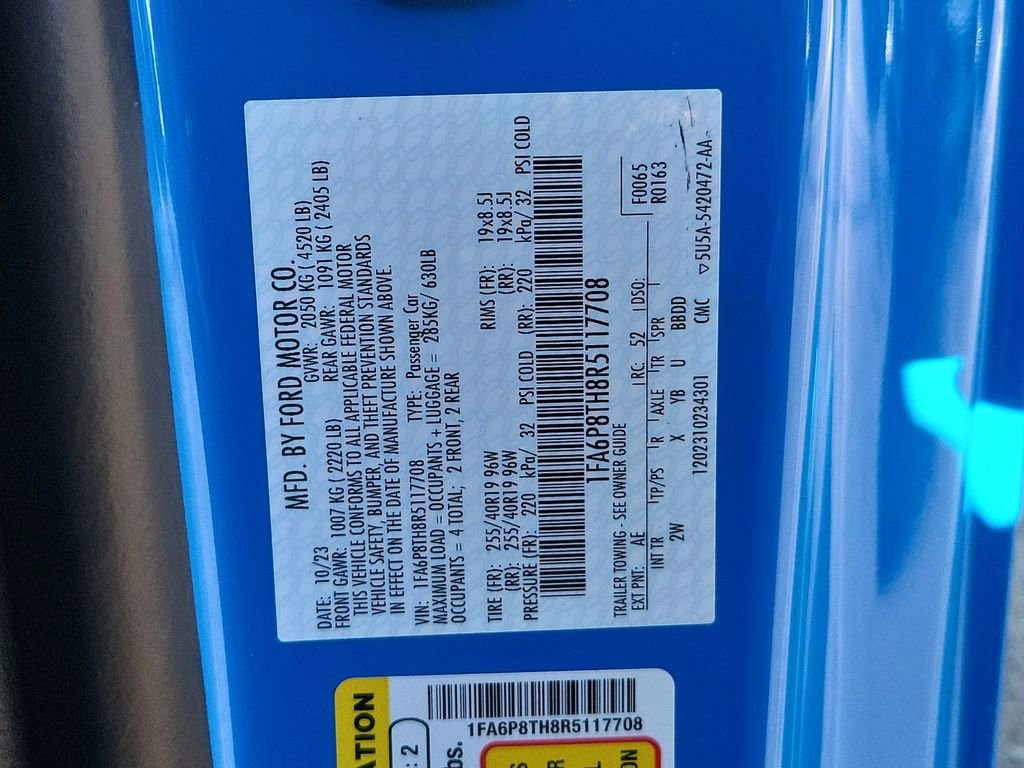 MFD. BY FORD MOTOR CO.
DATE: 10/23 GVWR: 2050 KG ( 4520 LB)
FRONT GAWR: 1007 KG ( 2220 LB) REAR GAWR: 1091 KG ( 2405 LB)
THIS VEHICLE CONFORMS TO ALL APPLICABLE FEDERAL MOTOR
VEHICLE SAFETY, BUMPER, AND THEFT PREVENTION STANDARDS
IN EFFECT ON THE DATE OF MANUFACTURE SHOWN ABOVE.
VIN: 1FA6P8TH8R5117708 TYPE: Passenger Car
MAXIMUM LOAD = OCCUPANTS + LUGGAGE = 285KG/ 630LB
OCCUPANTS = 4 TOTAL; 2 FRONT, 2 REAR
TIRE (FR): 255/40R19 96W RIMS (FR): 19x8.5J
(RR): 255/40R19 96W (RR): 19x8.5J
PRESSURE (FR): 220 kPa/ 32 PSI COLD (RR): 220 kPa/ 32 PSI COLD
1FA6P8TH8R5117708
TRAILER TOWING - SEE OWNER GUIDE F0065
EXT PNT: AE RC: 52 DSO: R0163
INT TR TP/PS R AXLE TR SPR
2W X YB U BBDD
120231023430​1 CMC ▽5U5A-5420472-AA
1FA6P8TH8R5117708